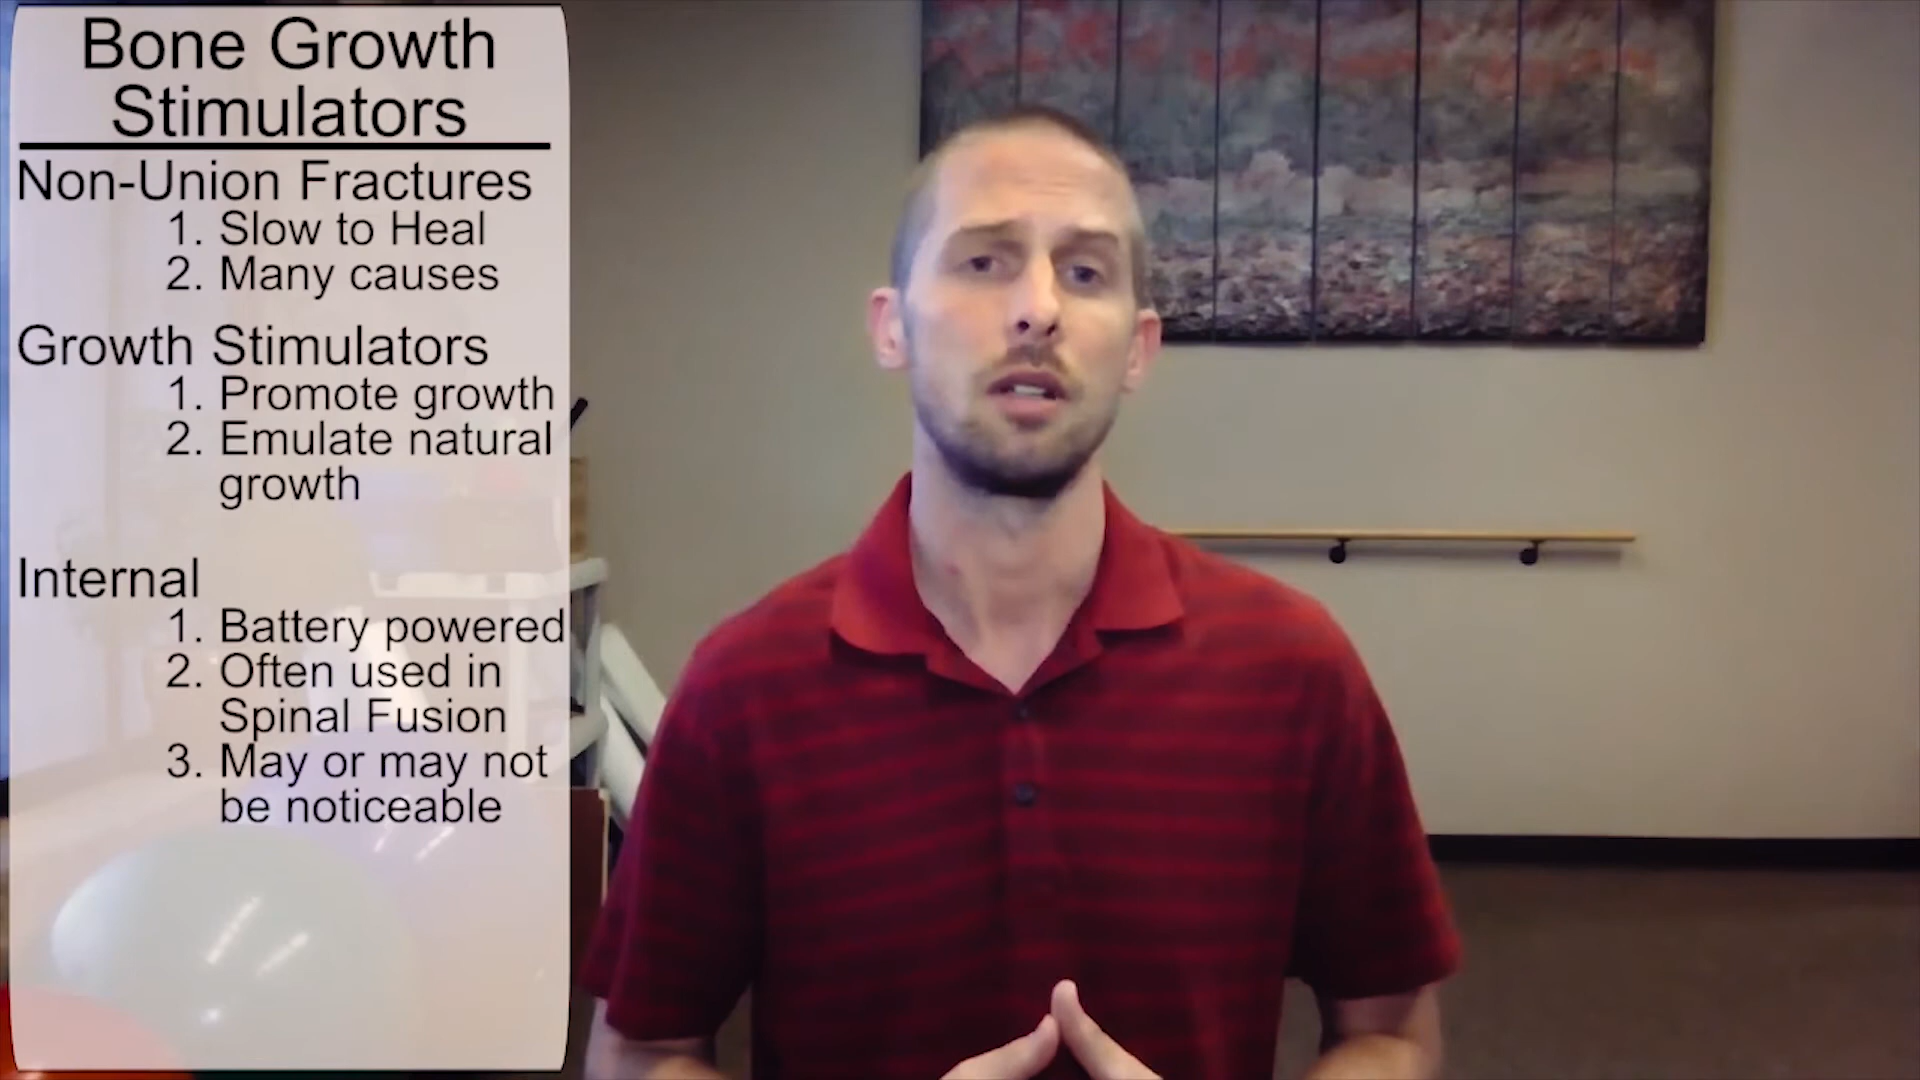 Bone Growth
Stimulators
Non-Union Fractures
1. Slow to Heal
2. Many causes
Growth Stimulators
1. Promote growth
2. Emulate natural
growth
Internal
1. Battery powered
2. Often used in
Spinal Fusion
3. May or may not
be noticeable